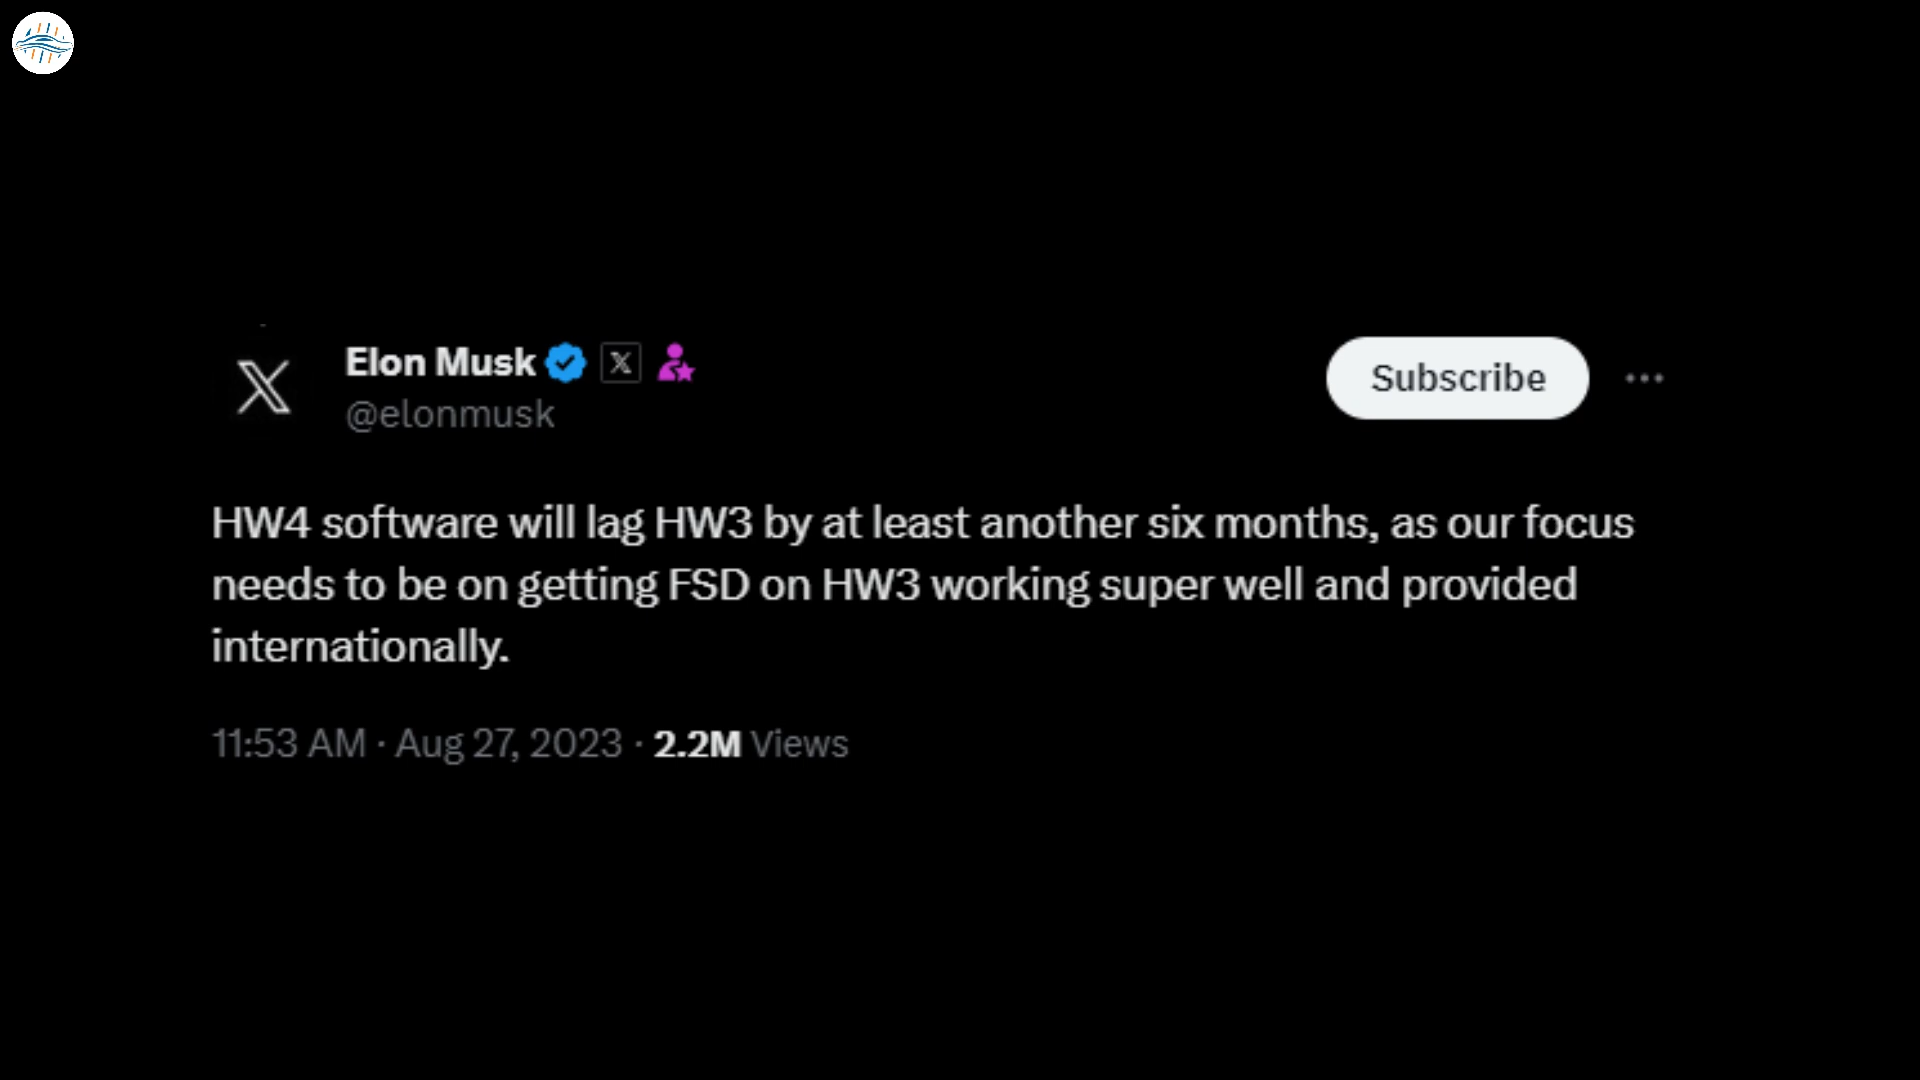 Elon Musk
@elonmusk
Subscribe
HW4 software will lag HW3 by at least another six months, as our focus
needs to be on getting FSD on HW3 working super well and provided
internationally.
11:53 AM · Aug 27, 2023 · 2.2M Views